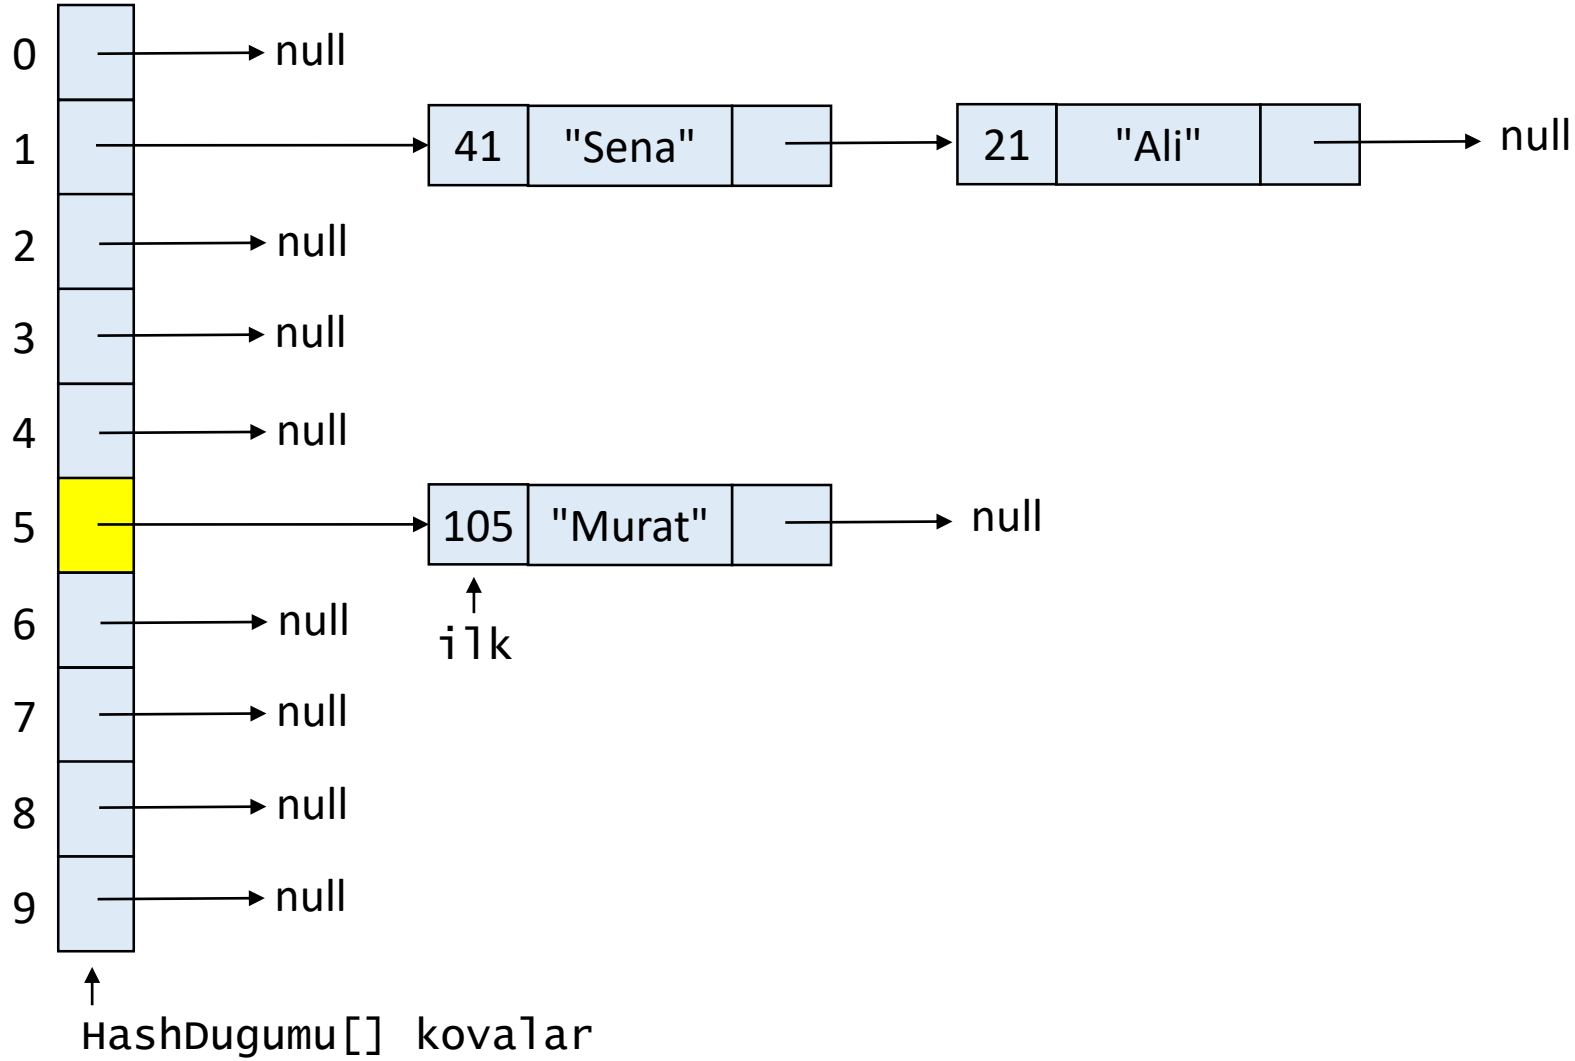 0 null
1 41 "Sena" 21 "Ali" null
2 null
3 null
4 null
5 105 "Murat" null
ilk
6 null
7 null
8 null
9 null
HashDugumu[] kovalar